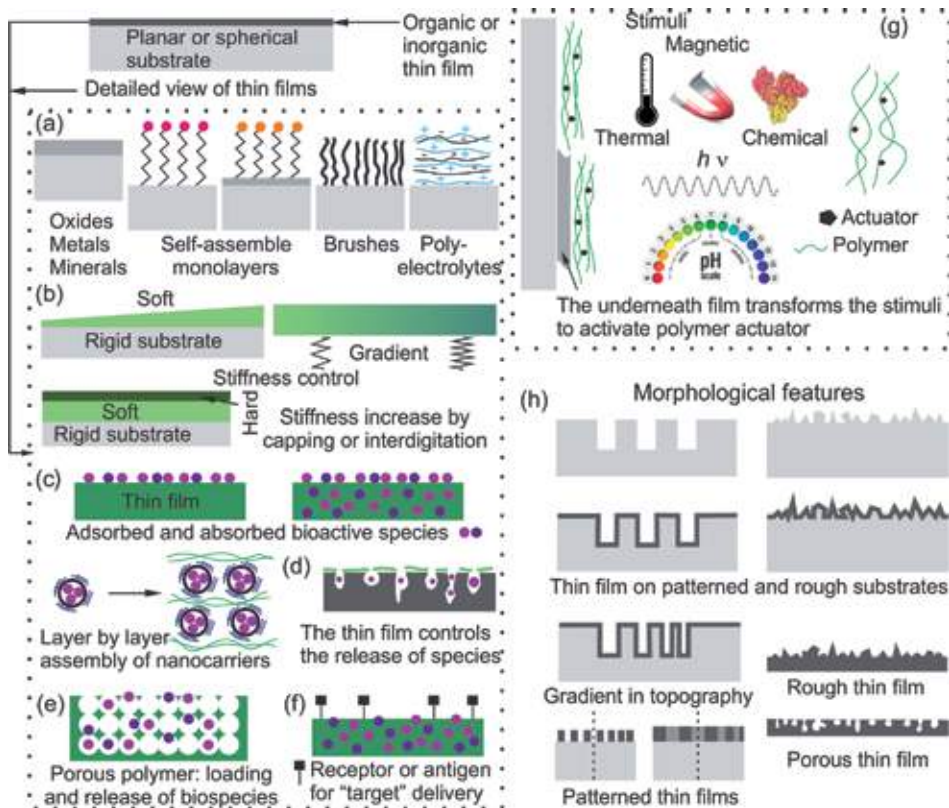 Planar or spherical
substrate
Organic or
inorganic
thin film
Detailed view of thin films
(a)
Oxides
Metals
Minerals
Self-assemble
monolayers
Brushes
Poly-
electrolytes
(b)
Soft
Rigid substrate
Gradient
Stiffness control
Soft
Rigid substrate
Hard
Stiffness increase by
capping or interdigitation
(c)
Thin film
Adsorbed and absorbed bioactive species
Layer by layer
assembly of nanocarriers
(d)
The thin film controls
the release of species
(e)
Porous polymer: loading
and release of biospecies
(f)
Receptor or antigen
for "target" delivery
(g)
Stimuli
Magnetic
Thermal
Chemical
h ν
pH
scale
Actuator
Polymer
The underneath film transforms the stimuli
to activate polymer actuator
(h)
Morphological features
Thin film on patterned and rough substrates
Gradient in topography
Rough thin film
Patterned thin films
Porous thin film